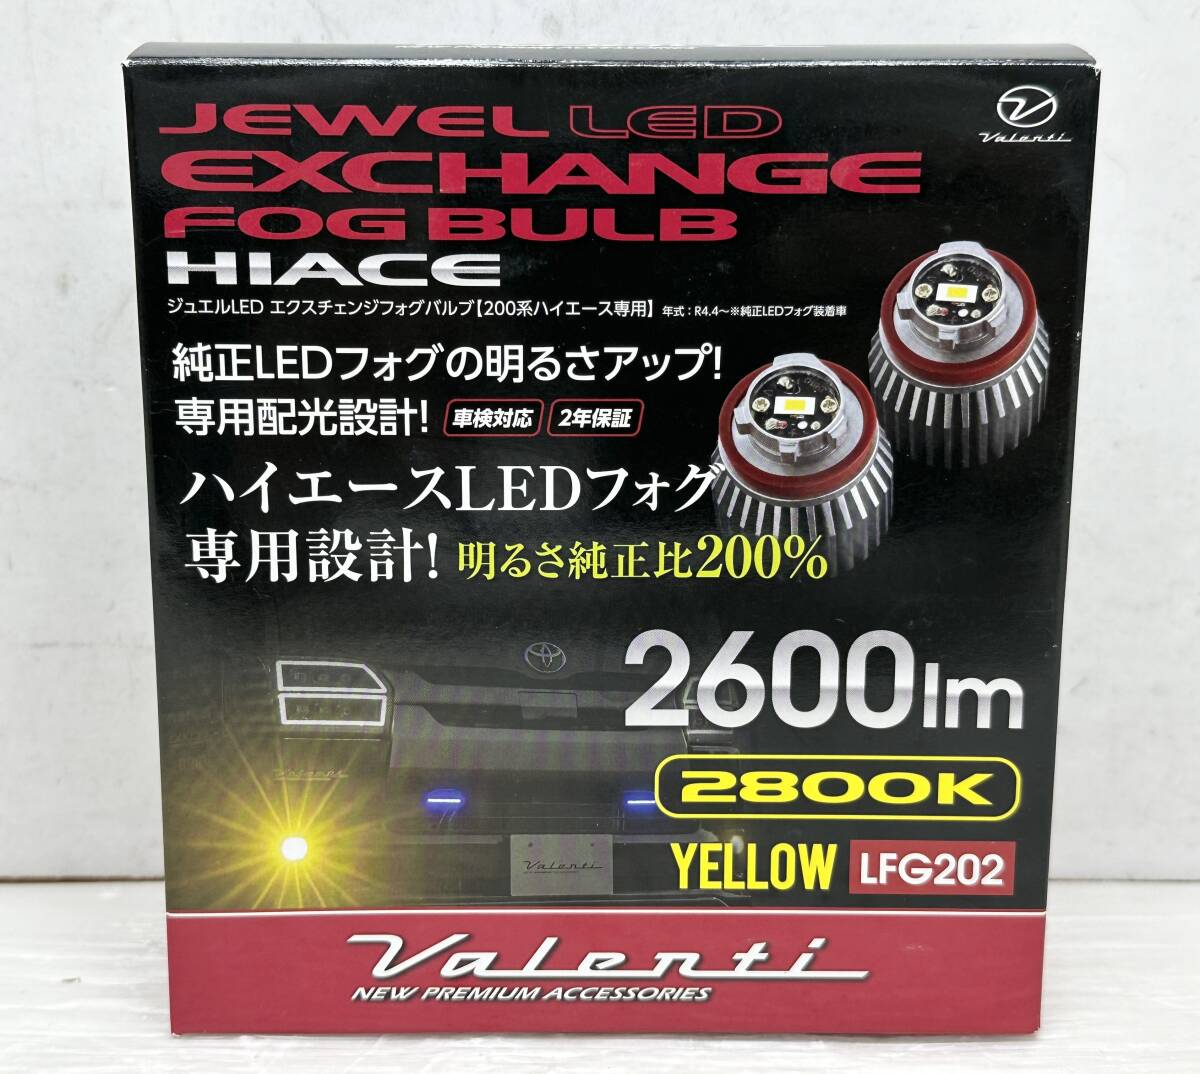 JEWEL LED
EXCHANGE
FOG BULB
HIACE
Valenti
ジュエルLED エクスチェンジフォグバルブ【200系ハイエース専用】 年式：R4.4〜※純正LEDフォグ装着車
純正LEDフォグの明るさアップ!
専用配光設計! 車検対応 2年保証
ハイエースLEDフォグ
専用設計! 明るさ純正比200%
2600lm
2800K
YELLOW LFG202
Valenti
Valenti
Valenti
NEW PREMIUM ACCESSORIES